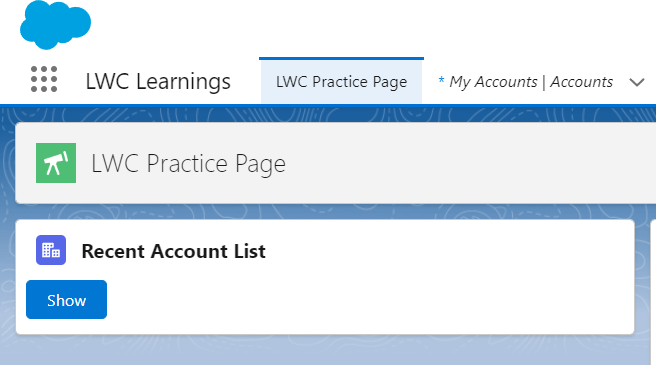 LWC Learnings
LWC Practice Page
* My Accounts | Accounts
LWC Practice Page
Recent Account List
Show